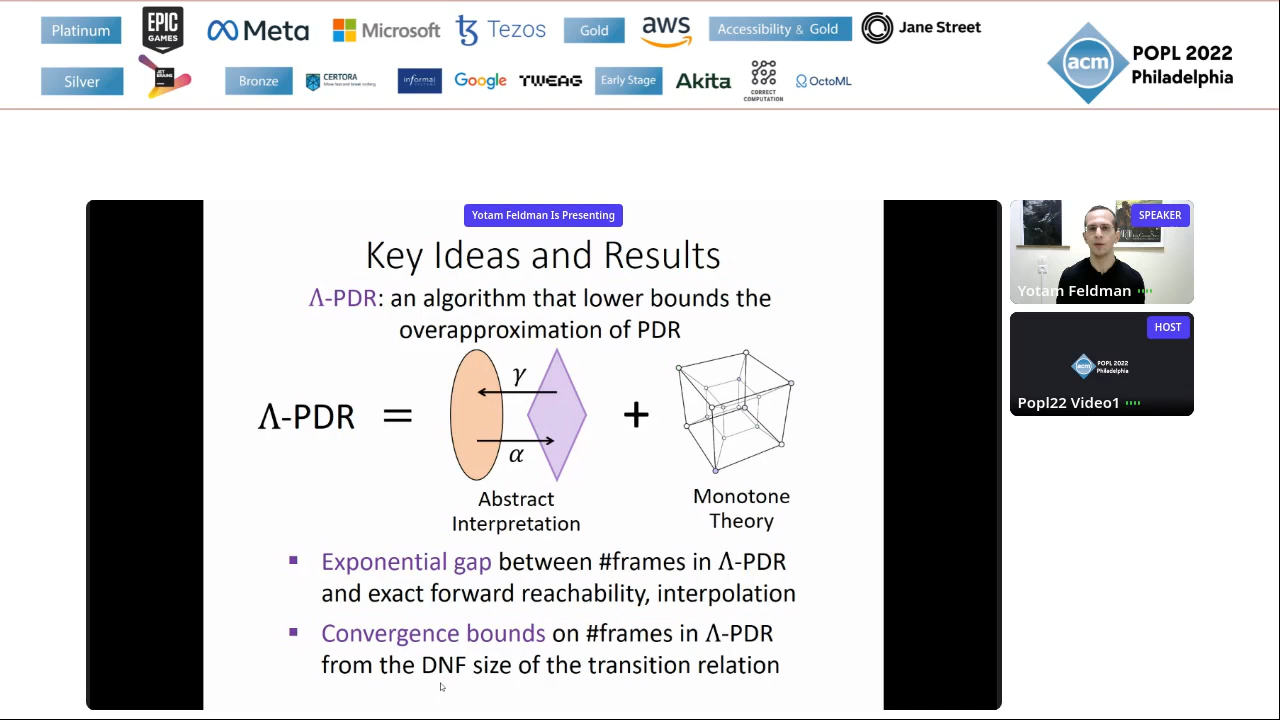 Platinum
EPIC
GAMES
Meta
Microsoft
Tezos
Gold
aws
Accessibility & Gold
Jane Street
Silver
JET
BRAINS
Bronze
CERTORA
informal
Google
TWEAG
Early Stage
Akita
CORRECT
COMPUTATION
OctoML
acm
POPL 2022
Philadelphia
Yotam Feldman Is Presenting
Key Ideas and Results
Λ-PDR: an algorithm that lower bounds the
overapproximation of PDR
Λ-PDR =
γ
α
+
Abstract
Interpretation
Monotone
Theory
▪ Exponential gap between #frames in Λ-PDR
and exact forward reachability, interpolation
▪ Convergence bounds on #frames in Λ-PDR
from the DNF size of the transition relation
SPEAKER
Yotam Feldman
HOST
acm
POPL 2022
Philadelphia
Popl22 Video1